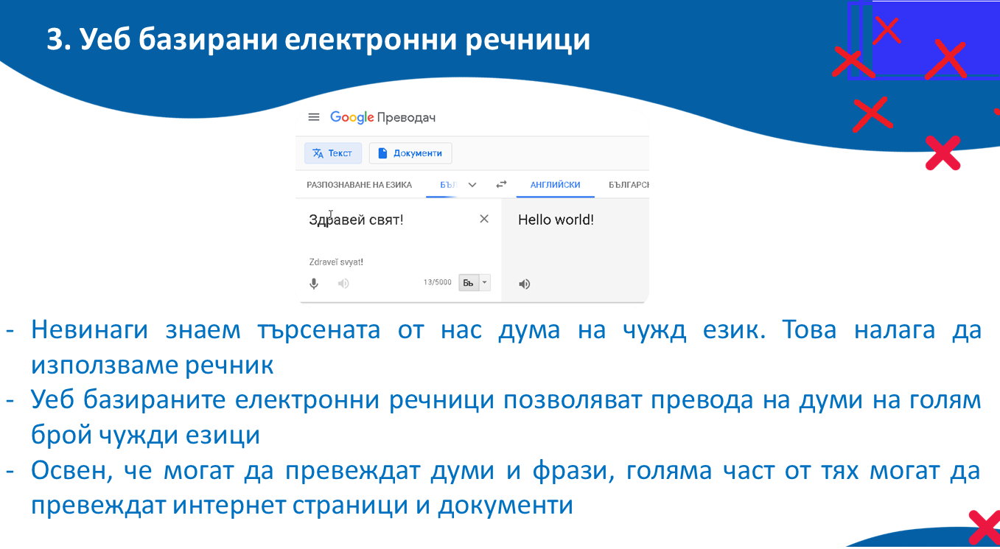 3. Уеб базирани електронни речници
Google Преводач
Текст
Документи
РАЗПОЗНАВАНЕ НА ЕЗИКА
БЪЛ
АНГЛИЙСКИ
БЪЛГАРСК
Здравей свят!
Hello world!
Zdraveĭ svyat!
13/5000
Бь
- Невинаги знаем търсената от нас дума на чужд език. Това налага да
използваме речник
- Уеб базираните електронни речници позволяват превода на думи на голям
брой чужди езици
- Освен, че могат да превеждат думи и фрази, голяма част от тях могат да
превеждат интернет страници и документи